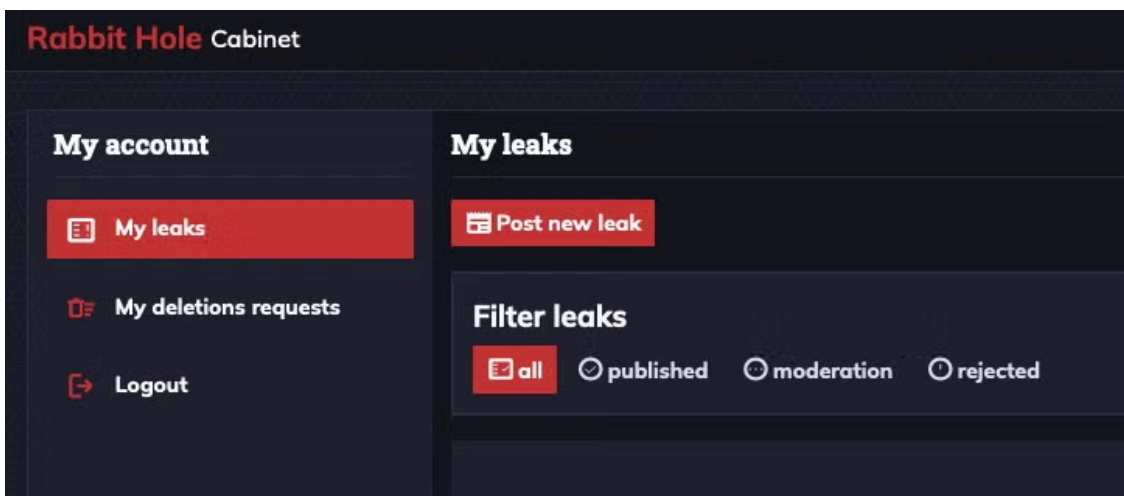 Rabbit Hole Cabinet
My account
My leaks
My deletions requests
Logout
My leaks
Post new leak
Filter leaks
all published moderation rejected